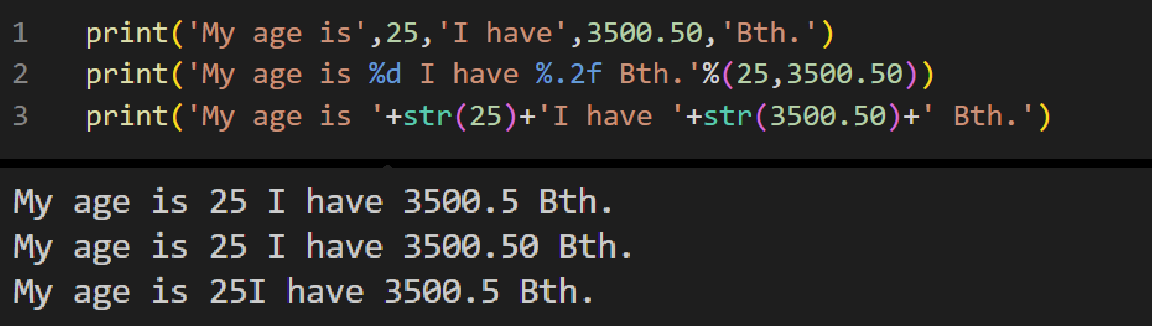 1 print('My age is',25,'I have',3500.50,'Bth.')
2 print('My age is %d I have %.2f Bth.'%(25,3500.50))
3 print('My age is '+str(25)+'I have '+str(3500.50)+' Bth.')
My age is 25 I have 3500.5 Bth.
My age is 25 I have 3500.50 Bth.
My age is 25I have 3500.5 Bth.